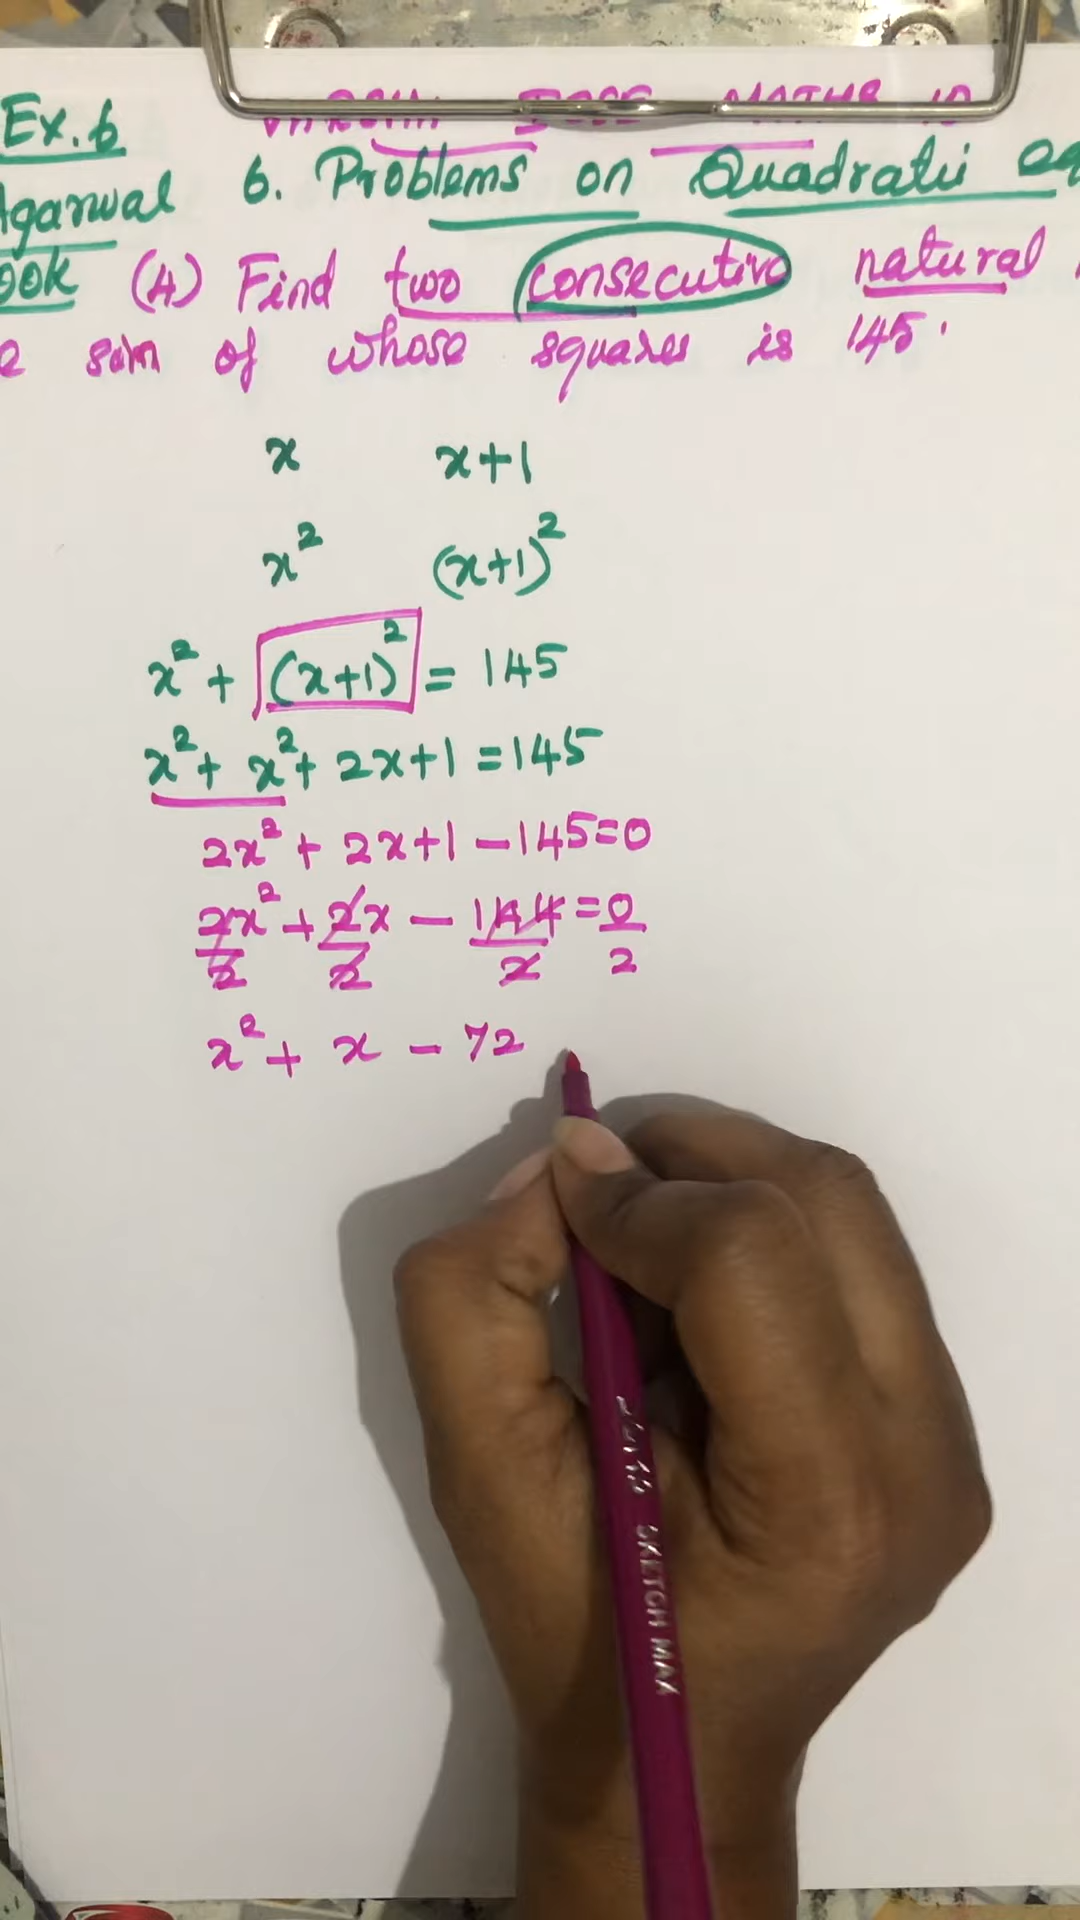 Ex. 6
6. Problems on Quadratic
Agarwal
ook (4) Find two consecutive natural
sum of whose squares is 145.
x x+1
x² (x+1)²
x² + (x+1)² = 145
x² + x² + 2x+1 = 145
2x² + 2x+1 - 145=0
2x²/2 + 2x/2 - 144/2 = 0/2
x² + x - 72
SKETCH MAX